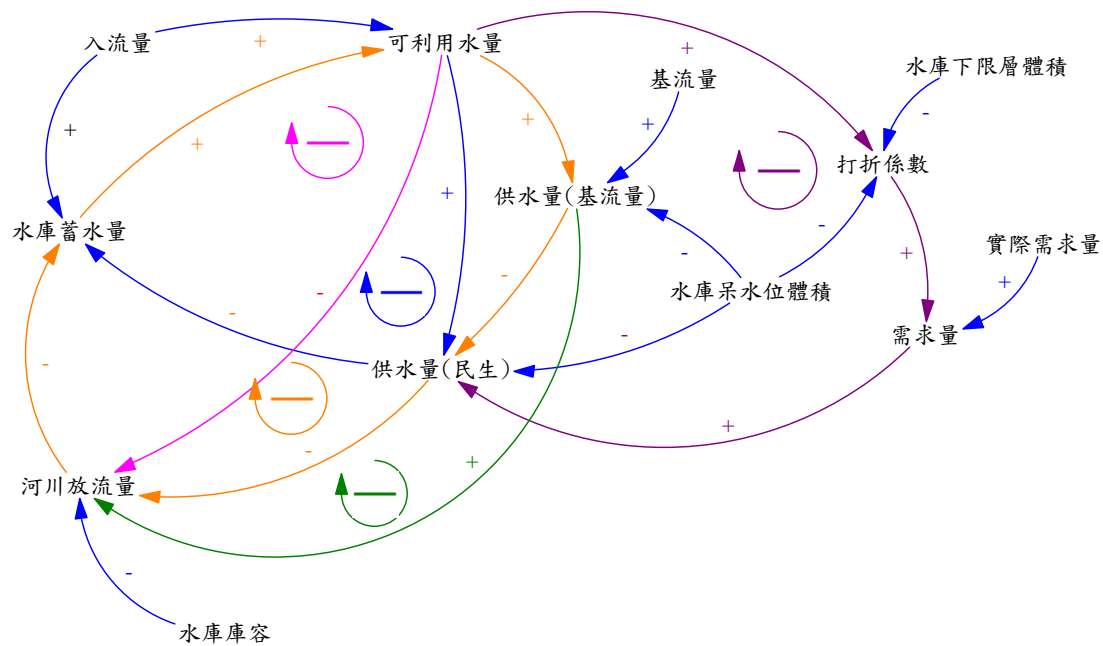 入流量
可利用水量
基流量
水庫下限層體積
打折係數
供水量(基流量)
水庫蓄水量
實際需求量
水庫呆水位體積
需求量
供水量(民生)
河川放流量
水庫庫容
+
+
+
+
+
-
+
+
+
-
-
+
+
-
-
-
-
-
+
-
-
+
-